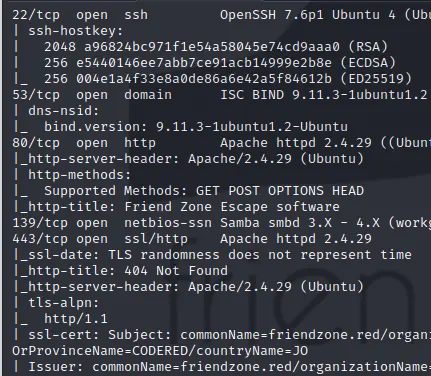 22/tcp open ssh OpenSSH 7.6p1 Ubuntu 4 (Ubu
| ssh-hostkey:
| 2048 a96824bc971f1e54a58045e74cd9aaa0 (RSA)
| 256 e5440146ee7abb7ce91acb14999e2b8e (ECDSA)
|_ 256 004e1a4f33e8a0de86a6e42a5f84612b (ED25519)
53/tcp open domain ISC BIND 9.11.3-1ubuntu1.2
| dns-nsid:
|_ bind.version: 9.11.3-1ubuntu1.2-Ubuntu
80/tcp open http Apache httpd 2.4.29 ((Ubunt
|_http-server-header: Apache/2.4.29 (Ubuntu)
| http-methods:
|_ Supported Methods: GET POST OPTIONS HEAD
|_http-title: Friend Zone Escape software
139/tcp open netbios-ssn Samba smbd 3.X - 4.X (workg
443/tcp open ssl/http Apache httpd 2.4.29
|_ssl-date: TLS randomness does not represent time
|_http-title: 404 Not Found
|_http-server-header: Apache/2.4.29 (Ubuntu)
| tls-alpn:
|_ http/1.1
| ssl-cert: Subject: commonName=friendzone.red/organi
OrProvinceName=CODERED/countryName=JO
| Issuer: commonName=friendzone.red/organizationName=
frien